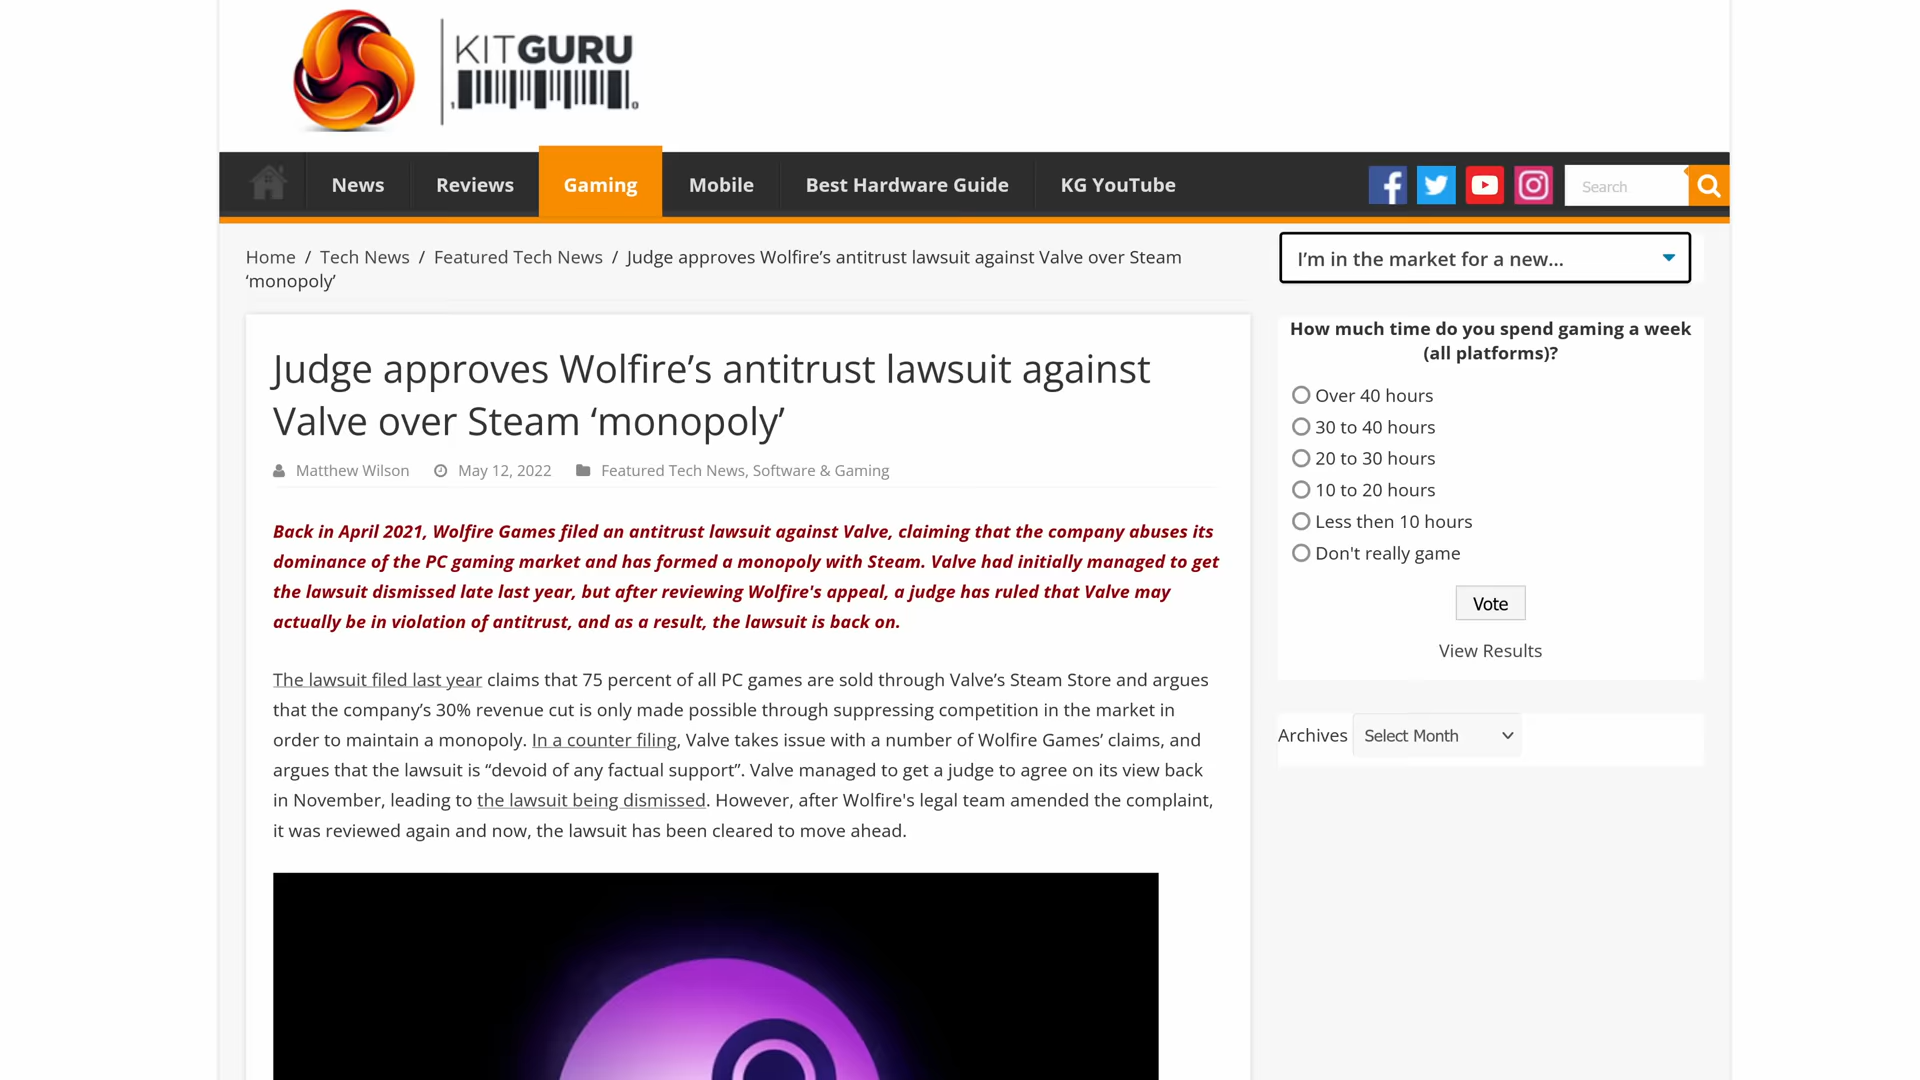 KITGURU
1 0
News Reviews Gaming Mobile Best Hardware Guide KG YouTube Search
Home / Tech News / Featured Tech News / Judge approves Wolfire’s antitrust lawsuit against Valve over Steam
‘monopoly’
Judge approves Wolfire’s antitrust lawsuit against
Valve over Steam ‘monopoly’
Matthew Wilson May 12, 2022 Featured Tech News, Software & Gaming
Back in April 2021, Wolfire Games filed an antitrust lawsuit against Valve, claiming that the company abuses its
dominance of the PC gaming market and has formed a monopoly with Steam. Valve had initially managed to get
the lawsuit dismissed late last year, but after reviewing Wolfire's appeal, a judge has ruled that Valve may
actually be in violation of antitrust, and as a result, the lawsuit is back on.
The lawsuit filed last year claims that 75 percent of all PC games are sold through Valve’s Steam Store and argues
that the company’s 30% revenue cut is only made possible through suppressing competition in the market in
order to maintain a monopoly. In a counter filing, Valve takes issue with a number of Wolfire Games’ claims, and
argues that the lawsuit is “devoid of any factual support”. Valve managed to get a judge to agree on its view back
in November, leading to the lawsuit being dismissed. However, after Wolfire's legal team amended the complaint,
it was reviewed again and now, the lawsuit has been cleared to move ahead.
I’m in the market for a new...
How much time do you spend gaming a week
(all platforms)?
Over 40 hours
30 to 40 hours
20 to 30 hours
10 to 20 hours
Less then 10 hours
Don't really game
Vote
View Results
Archives Select Month